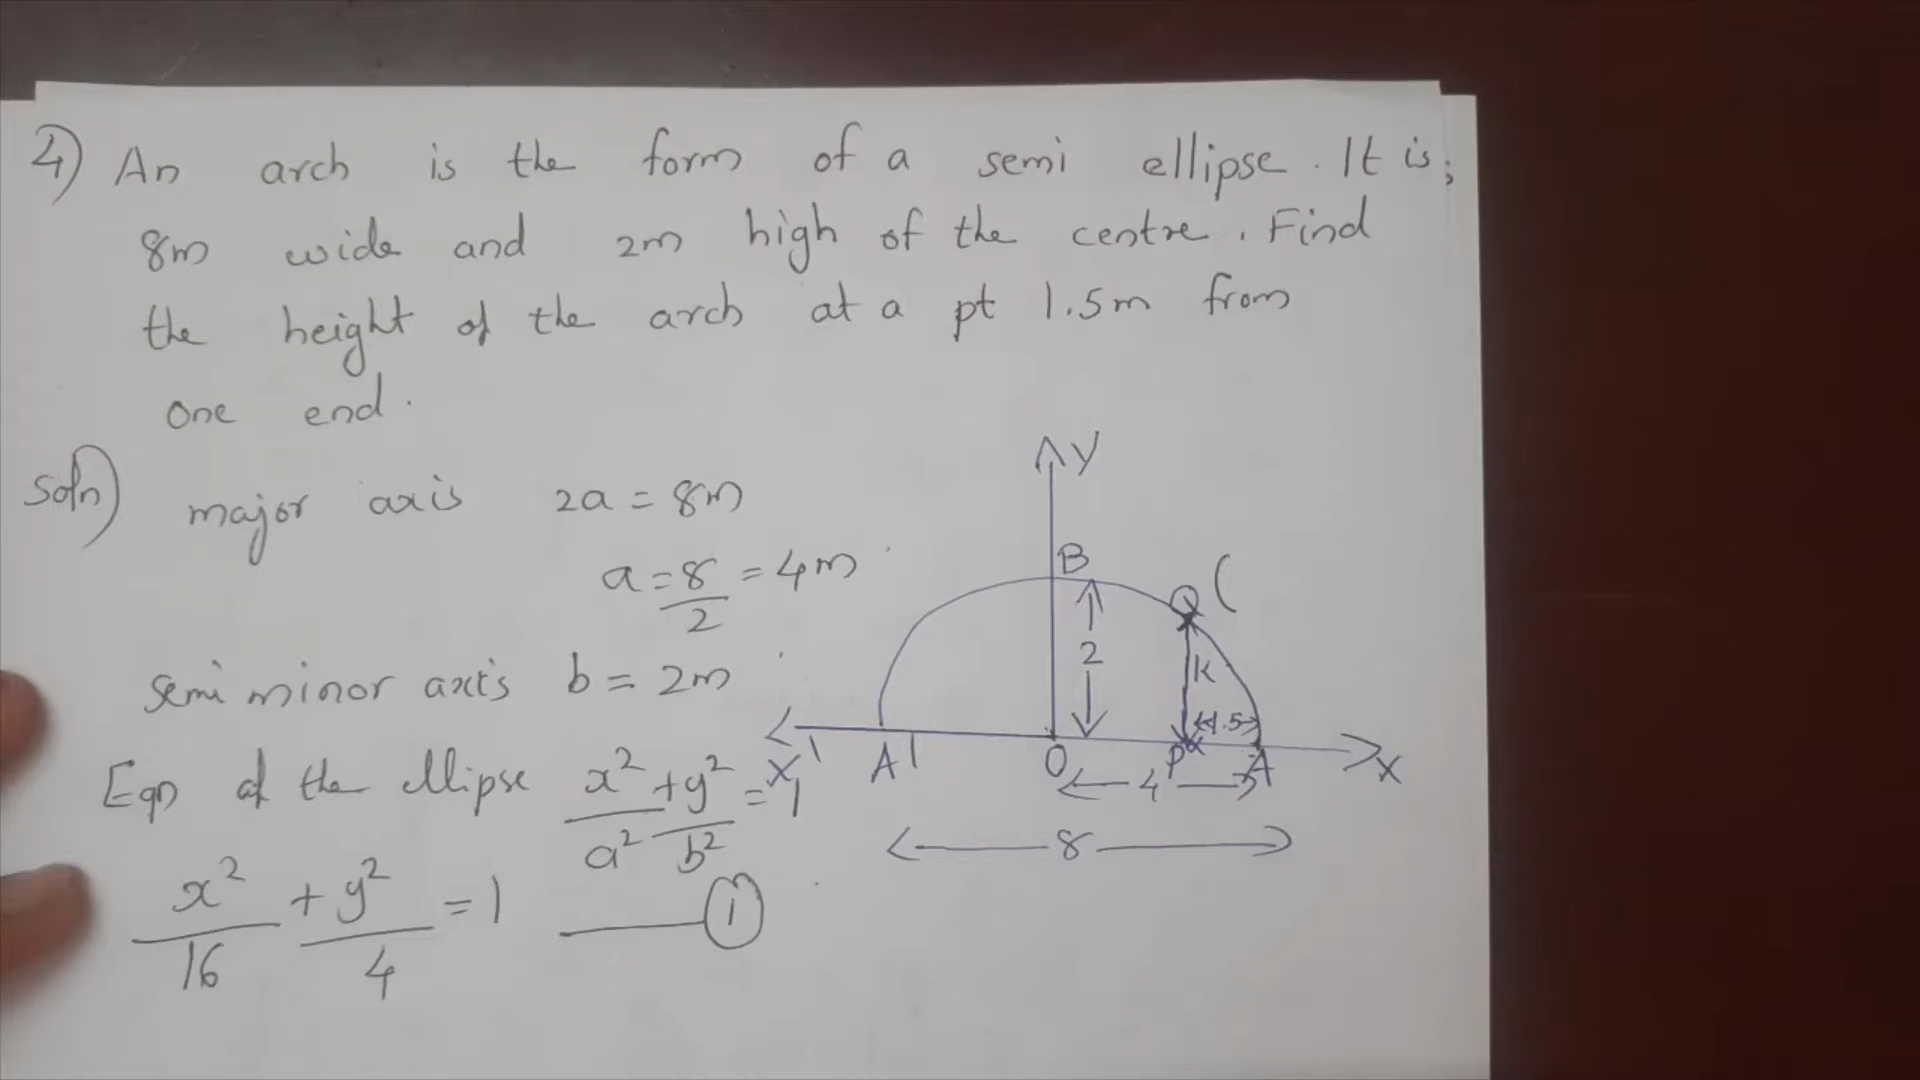 4) An arch is the form of a semi ellipse. It is;
8m wide and 2m high of the centre. Find
the height of the arch at a pt 1.5m from
one end.
Soln) major axis 2a = 8m
a = 8/2 = 4m
semi minor axis b = 2m
Eqn of the ellipse x²/a² + y²/b² = 1
x²/16 + y²/4 = 1 ——— ①
Y
B
Q (
2
K
1.5
X' A' O P A X
4
8